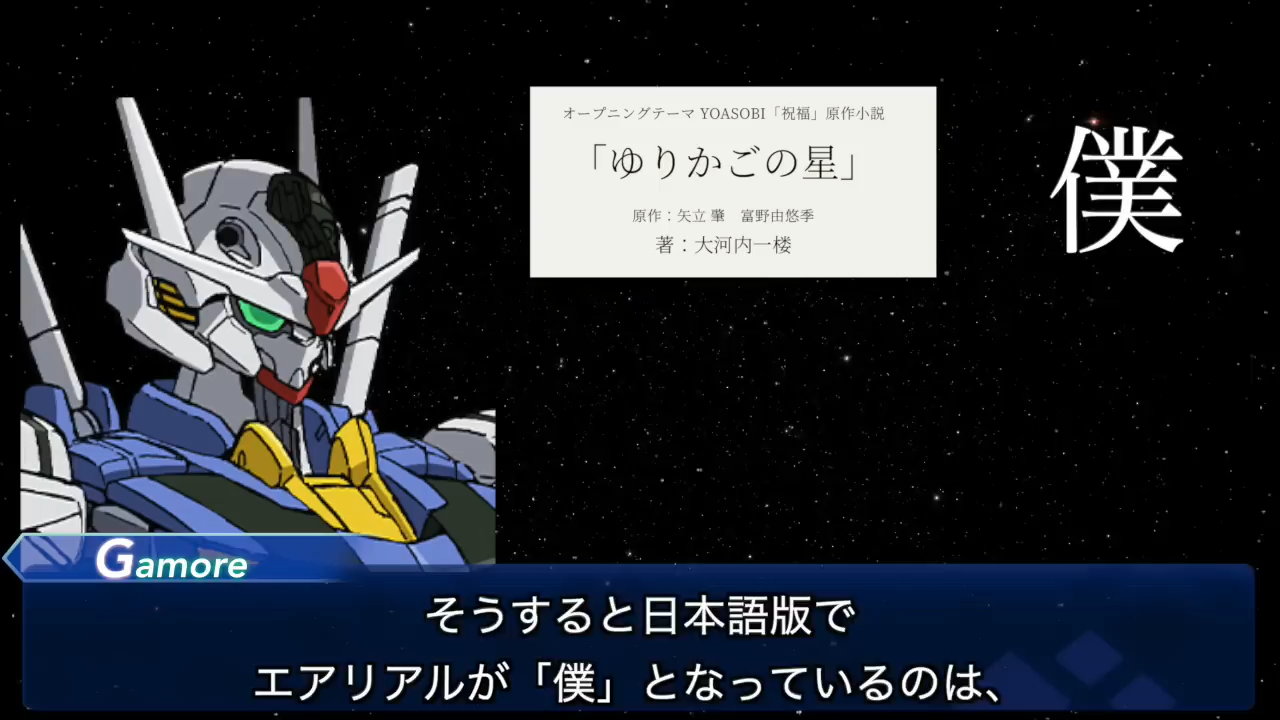 オープニングテーマ YOASOBI「祝福」原作小説
「ゆりかごの星」
原作：矢立 肇　富野由悠季
著：大河内一楼
僕
Gamore
そうすると日本語版で
エアリアルが「僕」となっているのは、